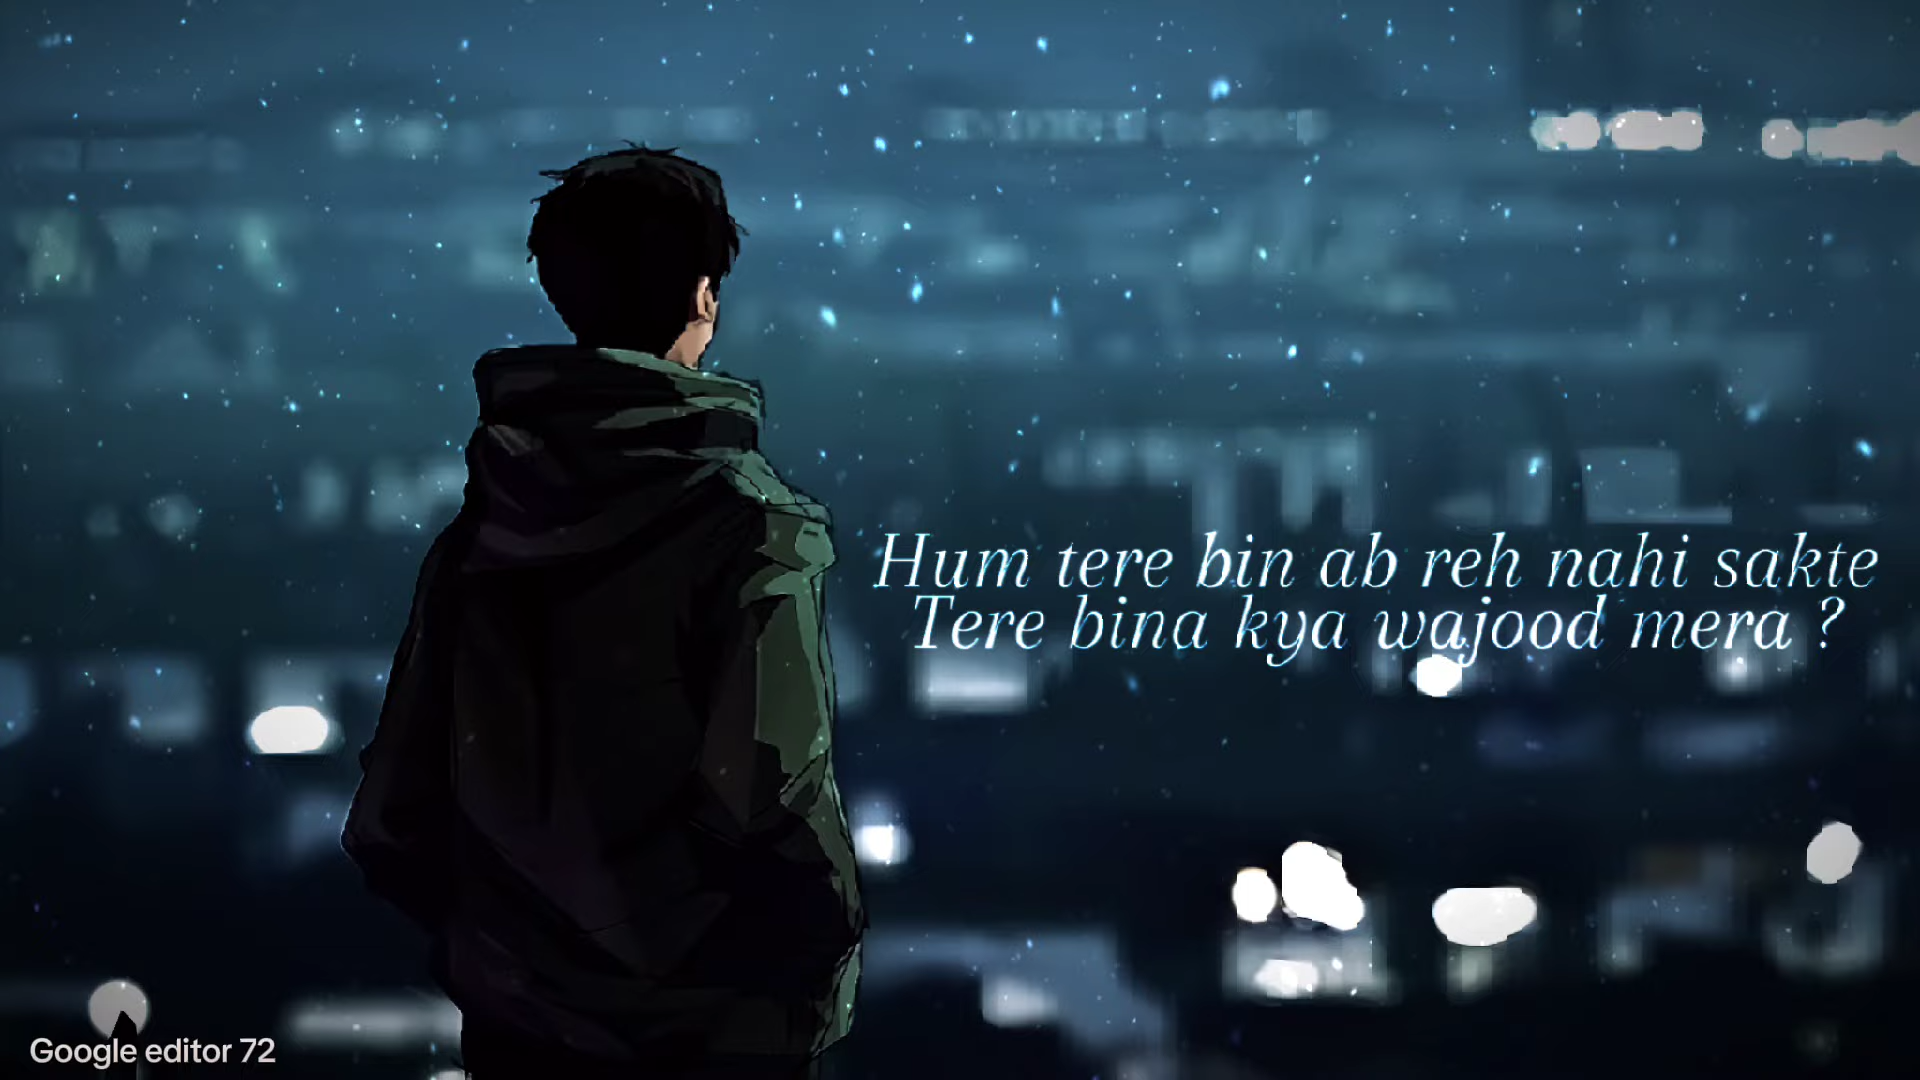 Hum tere bin ab reh nahi sakte
Tere bina kya wajood mera ?
Google editor 72